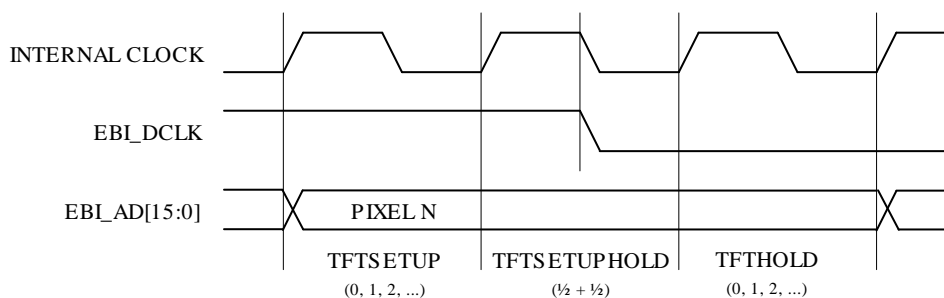 INTERNAL CLOCK
EBI_DCLK
EBI_AD[15:0]
PIXEL N
TFTSETUP TFTSETUPHOLD TFTHOLD
(0, 1, 2, ...) (½ + ½) (0, 1, 2, ...)